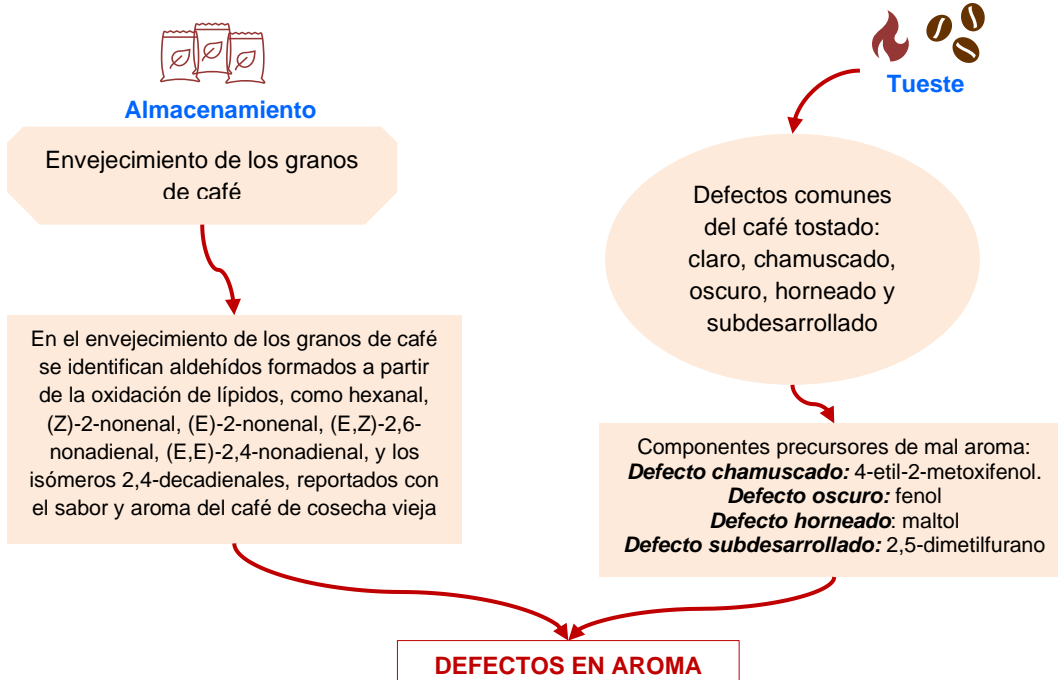 Almacenamiento
Envejecimiento de los granos
de café
En el envejecimiento de los granos de café
se identifican aldehídos formados a partir
de la oxidación de lípidos, como hexanal,
(Z)-2-nonenal, (E)-2-nonenal, (E,Z)-2,6-
nonadienal, (E,E)-2,4-nonadienal, y los
isómeros 2,4-decadienales, reportados con
el sabor y aroma del café de cosecha vieja
Tueste
Defectos comunes
del café tostado:
claro, chamuscado,
oscuro, horneado y
subdesarrollado
Componentes precursores de mal aroma:
Defecto chamuscado: 4-etil-2-metoxifenol.
Defecto oscuro: fenol
Defecto horneado: maltol
Defecto subdesarrollado: 2,5-dimetilfurano
DEFECTOS EN AROMA